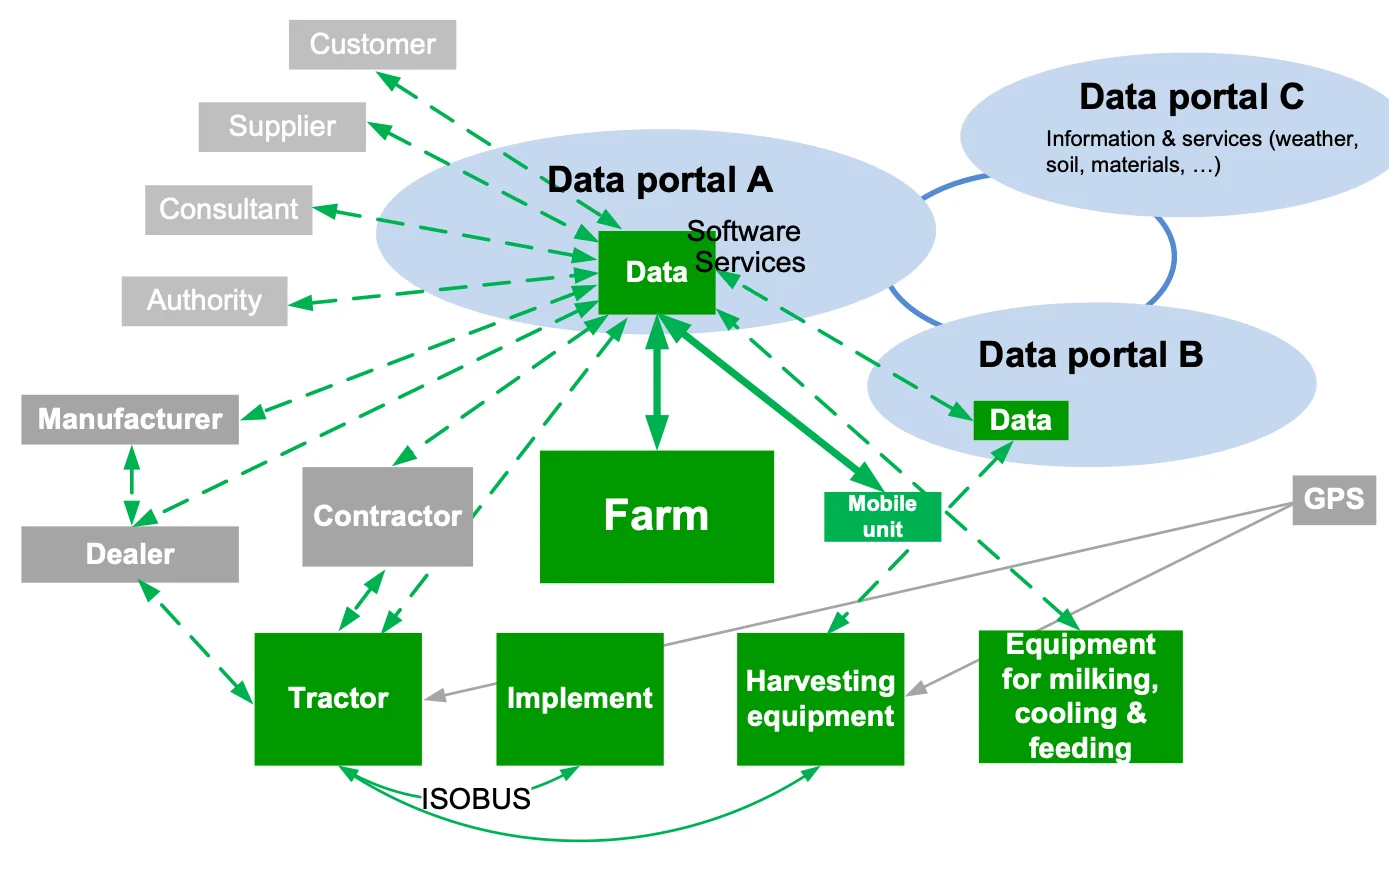 Customer
Supplier
Consultant
Authority
Data portal A
Software
Services
Data
Data portal C
Information & services (weather,
soil, materials, …)
Data portal B
Data
Manufacturer
Dealer
Contractor
Farm
Mobile
unit
GPS
Tractor
Implement
Harvesting
equipment
Equipment
for milking,
cooling &
feeding
ISOBUS